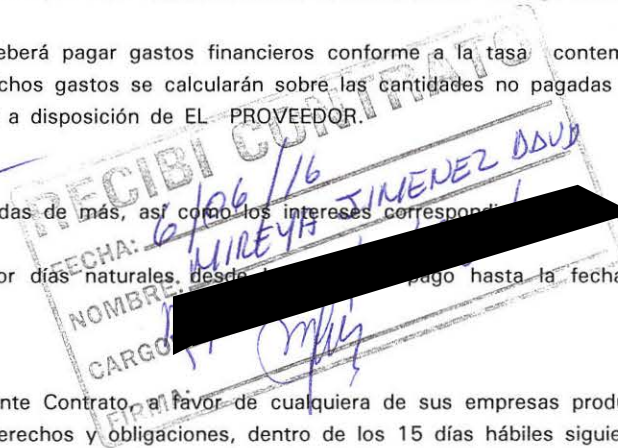 eberá pagar gastos financieros conforme a la tasa conten
chos gastos se calcularán sobre las cantidades no pagadas
a disposición de EL PROVEEDOR.
RECIBI CONTRATO
FECHA: 6/06/16
das de más, así como los intereses correspondi
NOMBRE: MIREYA JIMENEZ DAVD
or días naturales desde pago hasta la fecha
CARGO
FIRMA:
nte Contrato, a favor de cualquiera de sus empresas produ
erechos y obligaciones, dentro de los 15 días hábiles siguie